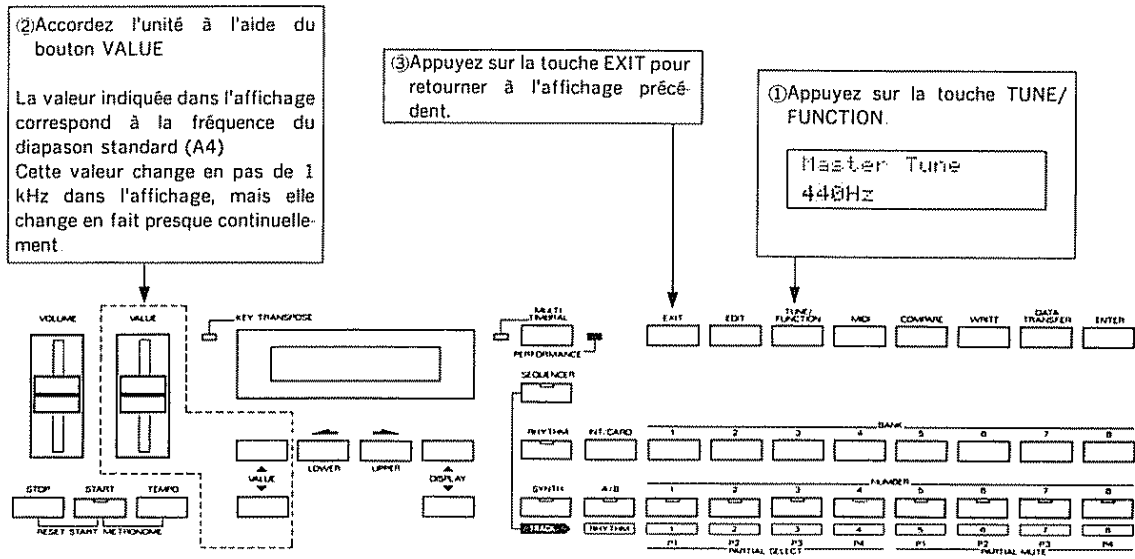 ②Accordez l'unité à l'aide du
bouton VALUE
La valeur indiquée dans l'affichage
correspond à la fréquence du
diapason standard (A4)
Cette valeur change en pas de 1
kHz dans l'affichage, mais elle
change en fait presque continuelle-
ment.
③Appuyez sur la touche EXIT pour
retourner à l'affichage précé-
dent.
①Appuyez sur la touche TUNE/
FUNCTION.
Master Tune
440Hz
VOLUME
VALUE
KEY TRANSPOSE
MULTI
TIMBRAL
PERFORMANCE
EXIT
EDIT
TUNE/
FUNCTION
MIDI
COMPARE
WRITE
DATA
TRANSFER
ENTER
SEQUENCER
RHYTHM
INT/CARD
BANK
1 2 3 4 5 6 7 8
VALUE
LOWER
UPPER
DISPLAY
STOP
START
TEMPO
RESET START
METRONOME
SYNTH
A/B
NUMBER
1 2 3 4 5 6 7 8
TRACK
RHYTHM
1 2 3 4 5 6 7 8
P1 P2 P3 P4 P1 P2 P3 P4
PARTIAL SELECT
PARTIAL MUTE